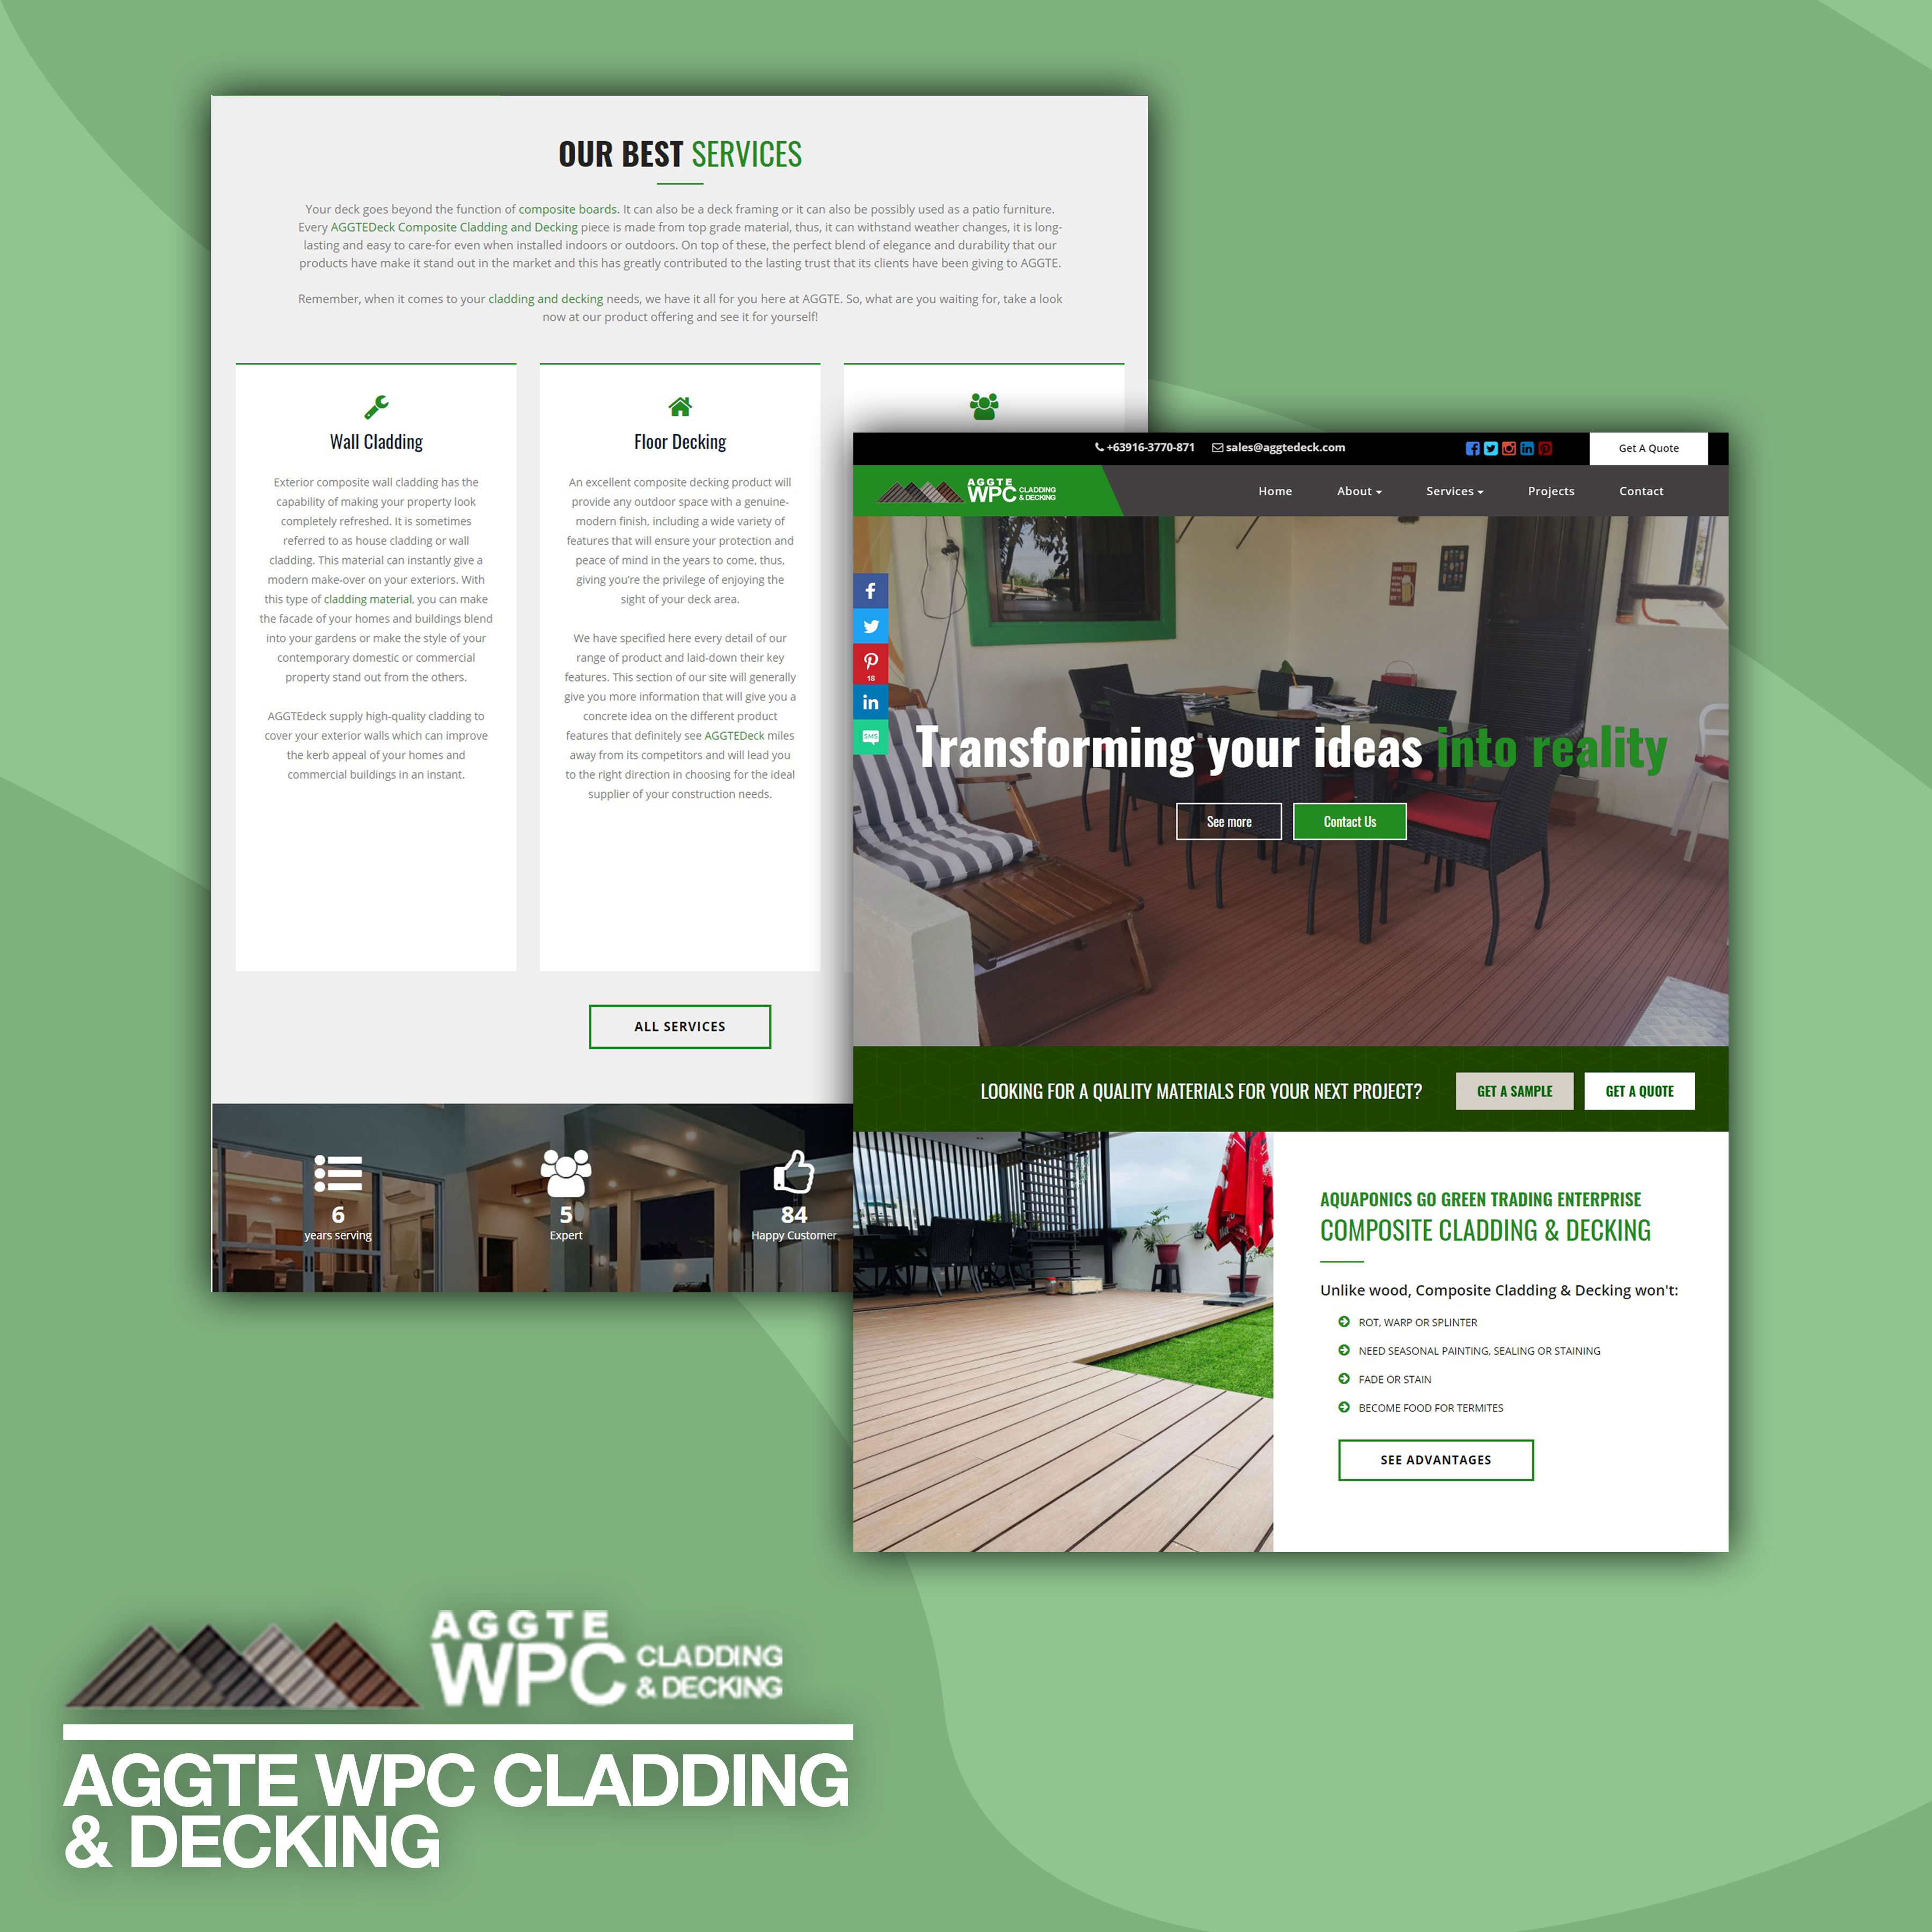 OUR BEST SERVICES
Your deck goes beyond the function of composite boards. It can also be a deck framing or it can also be possibly used as a patio furniture.
Every AGGTEDeck Composite Cladding and Decking piece is made from top grade material, thus, it can withstand weather changes, it is long-
lasting and easy to care-for even when installed indoors or outdoors. On top of these, the perfect blend of elegance and durability that our
products have make it stand out in the market and this has greatly contributed to the lasting trust that its clients have been giving to AGGTE.
Remember, when it comes to your cladding and decking needs, we have it all for you here at AGGTE. So, what are you waiting for, take a look
now at our product offering and see it for yourself!
Wall Cladding
Exterior composite wall cladding has the
capability of making your property look
completely refreshed. It is sometimes
referred to as house cladding or wall
cladding. This material can instantly give a
modern make-over on your exteriors. With
this type of cladding material, you can make
the facade of your homes and buildings blend
into your gardens or make the style of your
contemporary domestic or commercial
property stand out from the others.
AGGTEdeck supply high-quality cladding to
cover your exterior walls which can improve
the kerb appeal of your homes and
commercial buildings in an instant.
Floor Decking
An excellent composite decking product will
provide any outdoor space with a genuine-
modern finish, including a wide variety of
features that will ensure your protection and
peace of mind in the years to come, thus,
giving you're the privilege of enjoying the
sight of your deck area.
We have specified here every detail of our
range of product and laid-down their key
features. This section of our site will generally
give you more information that will give you a
concrete idea on the different product
features that definitely see AGGTEDeck miles
away from its competitors and will lead you
to the right direction in choosing for the ideal
supplier of your construction needs.
ALL SERVICES
6
years serving
5
Expert
84
Happy Customer
+63916-3770-871 sales@aggtedeck.com
Get A Quote
AGGTE
WPC CLADDING
& DECKING
Home About Services Projects Contact
18
in
SMS
Transforming your ideas into reality
See more Contact Us
LOOKING FOR A QUALITY MATERIALS FOR YOUR NEXT PROJECT? GET A SAMPLE GET A QUOTE
AQUAPONICS GO GREEN TRADING ENTERPRISE
COMPOSITE CLADDING & DECKING
Unlike wood, Composite Cladding & Decking won't:
ROT, WARP OR SPLINTER
NEED SEASONAL PAINTING, SEALING OR STAINING
FADE OR STAIN
BECOME FOOD FOR TERMITES
SEE ADVANTAGES
AGGTE
WPC CLADDING
& DECKING
AGGTE WPC CLADDING
& DECKING